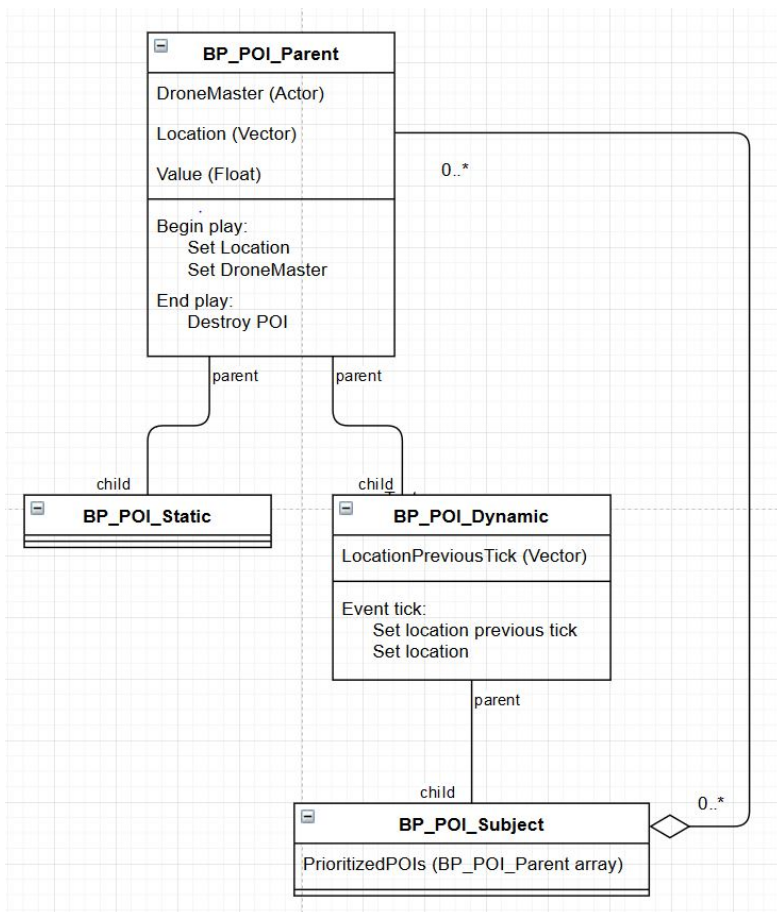 BP_POI_Parent
DroneMaster (Actor)
Location (Vector)
Value (Float)
0..*
Begin play:
Set Location
Set DroneMaster
End play:
Destroy POI
parent
parent
child
child
BP_POI_Static
BP_POI_Dynamic
LocationPreviousTick (Vector)
Event tick:
Set location previous tick
Set location
parent
child
0..*
BP_POI_Subject
PrioritizedPOIs (BP_POI_Parent array)